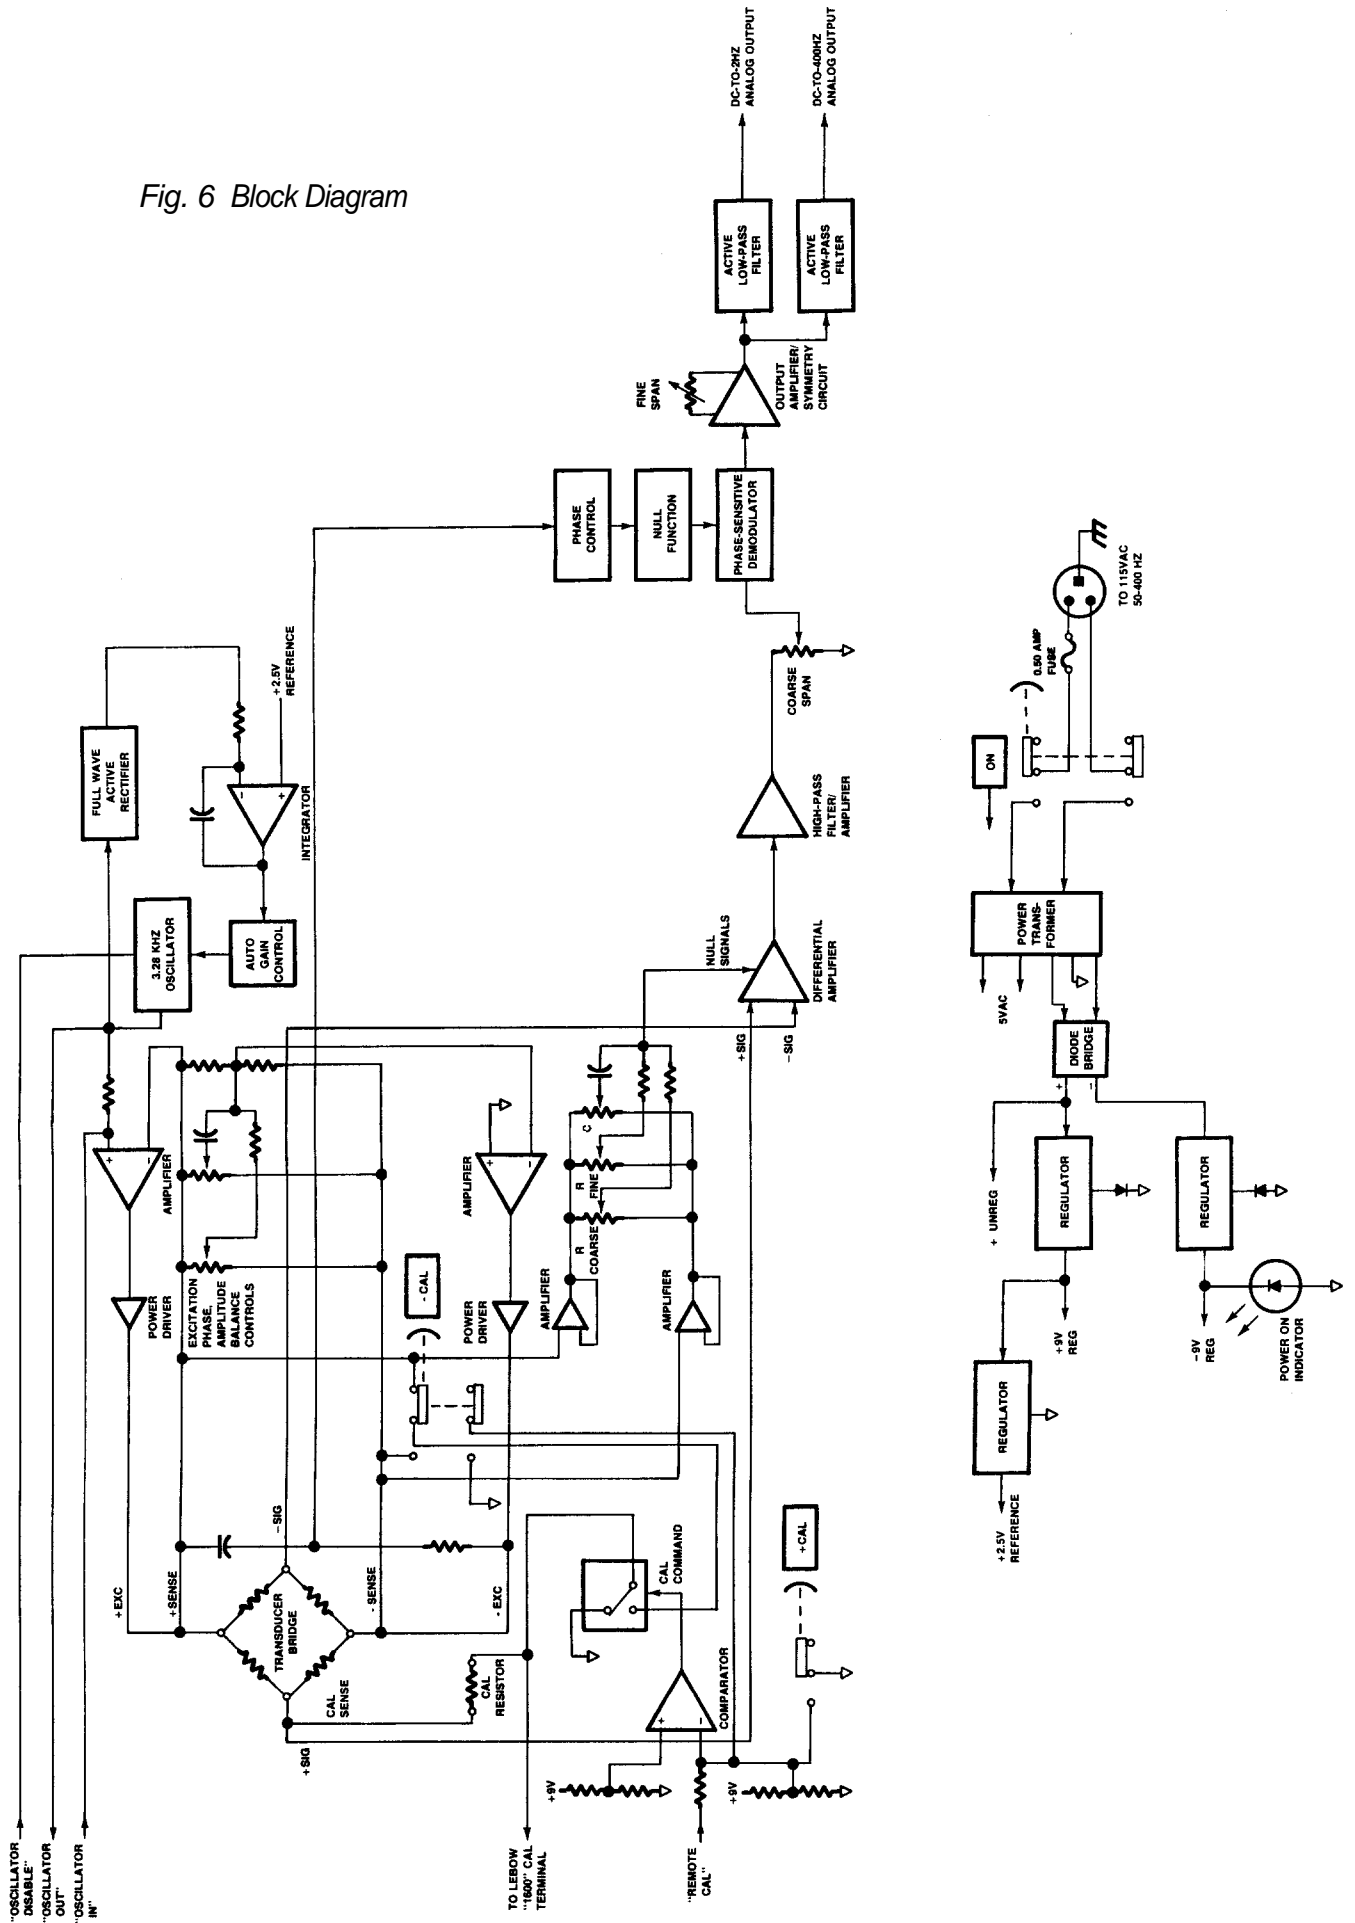 Fig. 6 Block Diagram
"OSCILLATOR
DISABLE"
"OSCILLATOR
OUT"
"OSCILLATOR
IN"
3.28 KHZ
OSCILLATOR
AUTO
GAIN
CONTROL
FULL WAVE
ACTIVE
RECTIFIER
-
+
INTEGRATOR
+2.5V
REFERENCE
+
-
AMPLIFIER
POWER
DRIVER
EXCITATION
PHASE,
AMPLITUDE
BALANCE
CONTROLS
+EXC
+SENSE
-SIG
TRANSDUCER
BRIDGE
- SENSE
- EXC
CAL
SENSE
+SIG
+
-
AMPLIFIER
POWER
DRIVER
- CAL
AMPLIFIER
R
COARSE
R
FINE
C
AMPLIFIER
NULL
SIGNALS
+SIG
-SIG
DIFFERENTIAL
AMPLIFIER
HIGH-PASS
FILTER/
AMPLIFIER
COARSE
SPAN
PHASE
CONTROL
NULL
FUNCTION
PHASE-SENSITIVE
DEMODULATOR
FINE
SPAN
OUTPUT
AMPLIFIER/
SYMMETRY
CIRCUIT
ACTIVE
LOW-PASS
FILTER
ACTIVE
LOW-PASS
FILTER
DC-TO-2HZ
ANALOG OUTPUT
DC-TO-400HZ
ANALOG OUTPUT
CAL
RESISTOR
TO LEBOW
"1600" CAL
TERMINAL
CAL
COMMAND
+
-
COMPARATOR
+9V
"REMOTE
CAL"
+9V
+CAL
TO 115VAC
50-400 HZ
0.50 AMP
FUSE
ON
POWER
TRANS-
FORMER
5VAC
DIODE
BRIDGE
+
-
+ UNREG
REGULATOR
+9V
REG
REGULATOR
+2.5V
REFERENCE
REGULATOR
-9V
REG
POWER ON
INDICATOR